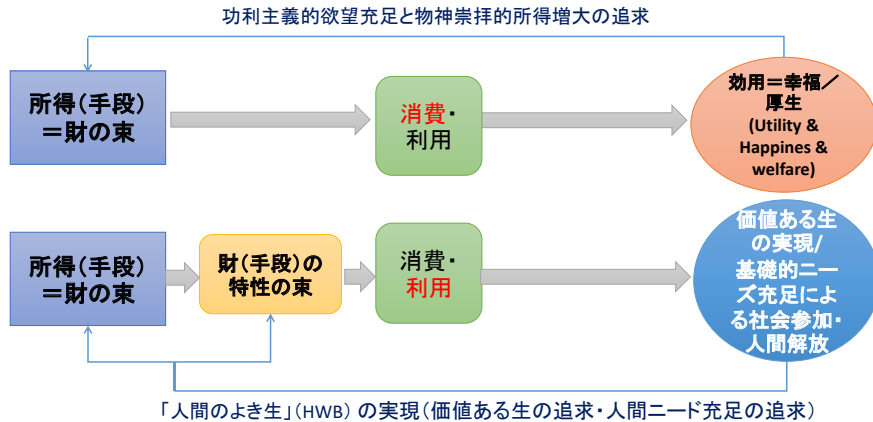 功利主義的欲望充足と物神崇拝的所得増大の追求
所得(手段)
＝財の束
消費・
利用
効用＝幸福／
厚生
(Utility &
Happines &
welfare)
所得(手段)
＝財の束
財(手段)の
特性の束
消費・
利用
価値ある生
の実現/
基礎的ニー
ズ充足によ
る社会参加・
人間解放
「人間のよき生」(HWB) の実現(価値ある生の追求・人間ニード充足の追求)